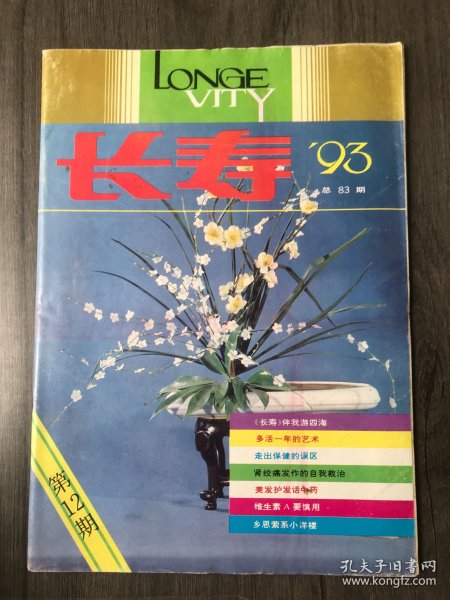 LONGE
VITY
长寿
'93
总 83 期
《长寿》伴我游四海
多活一年的艺术
走出保健的误区
肾绞痛发作的自我救治
美发护发话中药
维生素 A 要慎用
乡思萦系小洋楼
第12期
孔夫子旧书网
www.kongfz.com